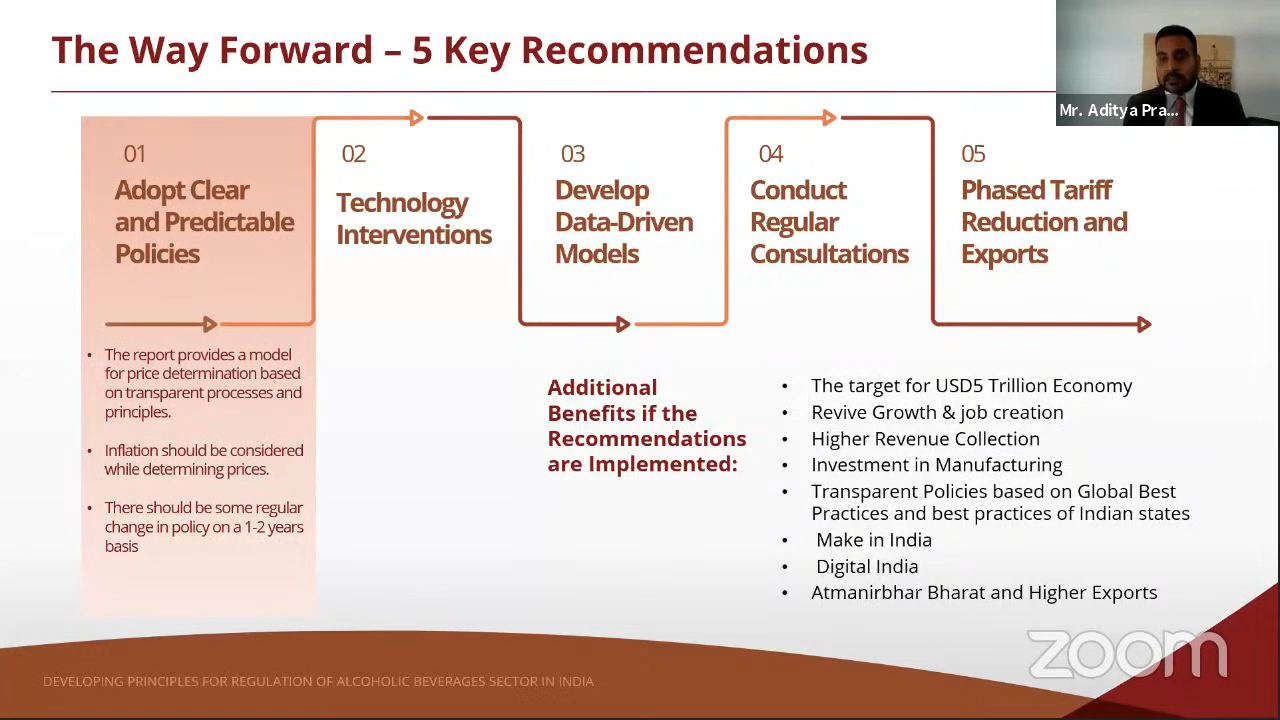 The Way Forward – 5 Key Recommendations
Mr. Aditya Pra...
01
Adopt Clear
and Predictable
Policies
02
Technology
Interventions
03
Develop
Data-Driven
Models
04
Conduct
Regular
Consultations
05
Phased Tariff
Reduction and
Exports
• The report provides a model
for price determination based
on transparent processes and
principles.
• Inflation should be considered
while determining prices.
• There should be some regular
change in policy on a 1-2 years
basis
Additional
Benefits if the
Recommendations
are Implemented:
• The target for USD5 Trillion Economy
• Revive Growth & job creation
• Higher Revenue Collection
• Investment in Manufacturing
• Transparent Policies based on Global Best
Practices and best practices of Indian states
• Make in India
• Digital India
• Atmanirbhar Bharat and Higher Exports
zoom
DEVELOPING PRINCIPLES FOR REGULATION OF ALCOHOLIC BEVERAGES SECTOR IN INDIA